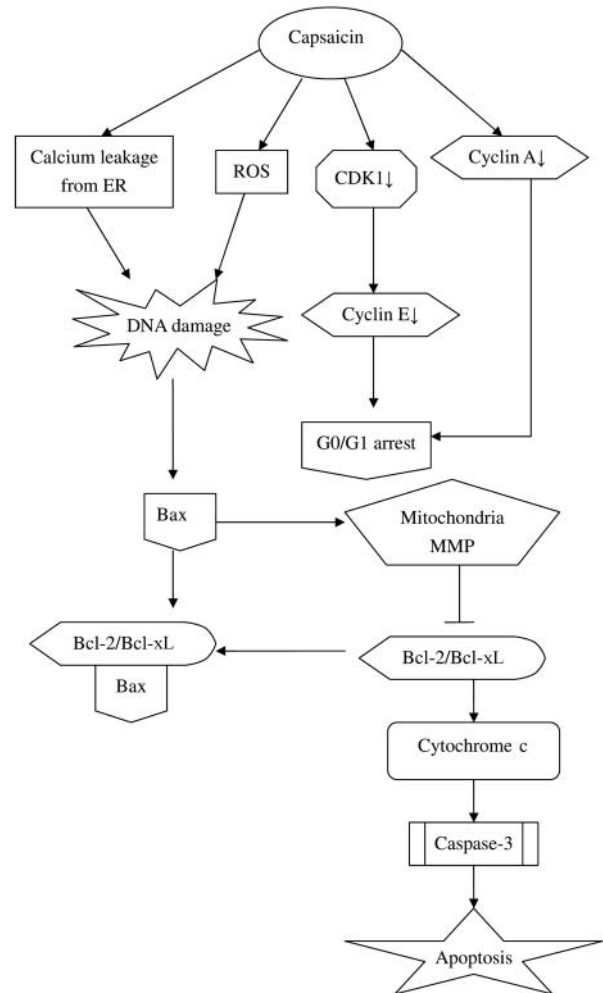 Capsaicin
Calcium leakage
from ER
ROS
CDK1↓
Cyclin A↓
DNA damage
Cyclin E↓
G0/G1 arrest
Bax
Mitochondria
MMP
Bcl-2/Bcl-xL
Bax
Bcl-2/Bcl-xL
Cytochrome c
Caspase-3
Apoptosis